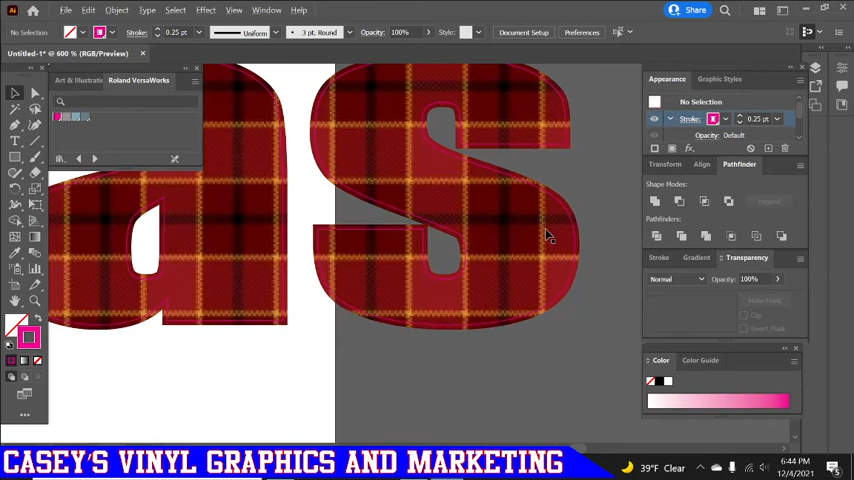 Ai File Edit Object Type Select Effect View Window Help Share
No Selection Stroke: 0.25 pt Uniform 3 pt. Round Opacity: 100% Style: Document Setup Preferences
Untitled-1* @ 600 % (RGB/Preview) ×
Art & Illustratic Roland VersaWorks
Appearance Graphic Styles
No Selection
Stroke: 0.25 pt
Opacity: Default
fx
Transform Align Pathfinder
Shape Modes:
Expand
Pathfinders:
Stroke Gradient Transparency
Normal Opacity: 100%
Make Mask
Clip
Invert Mask
Color Color Guide
as
CASEY'S VINYL GRAPHICS AND MARKETING
39°F Clear
6:44 PM
12/4/2021
5